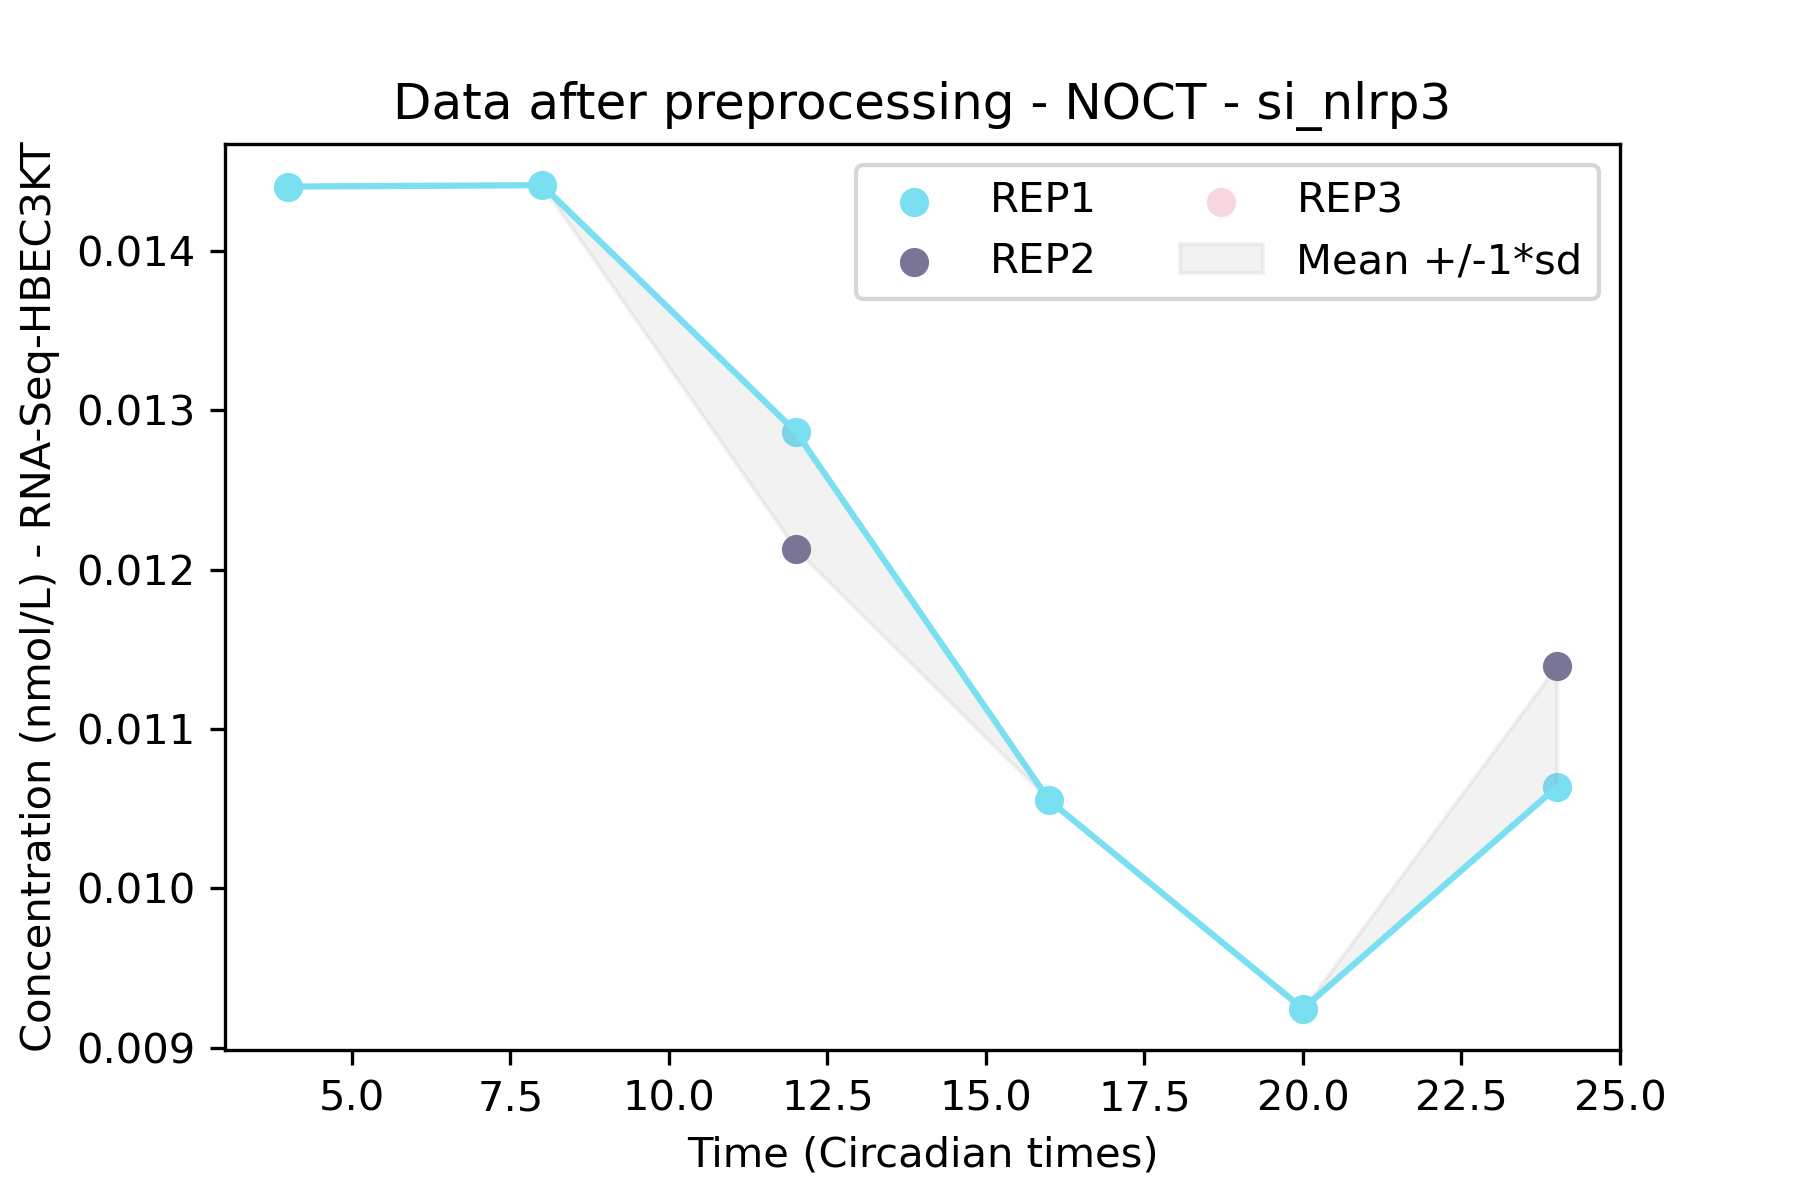 Data after preprocessing - NOCT - si_nlrp3
Concentration (nmol/L) - RNA-Seq-HBEC3KT
REP1
REP2
REP3
Mean +/-1*sd
0.014
0.013
0.012
0.011
0.010
0.009
5.0 7.5 10.0 12.5 15.0 17.5 20.0 22.5 25.0
Time (Circadian times)